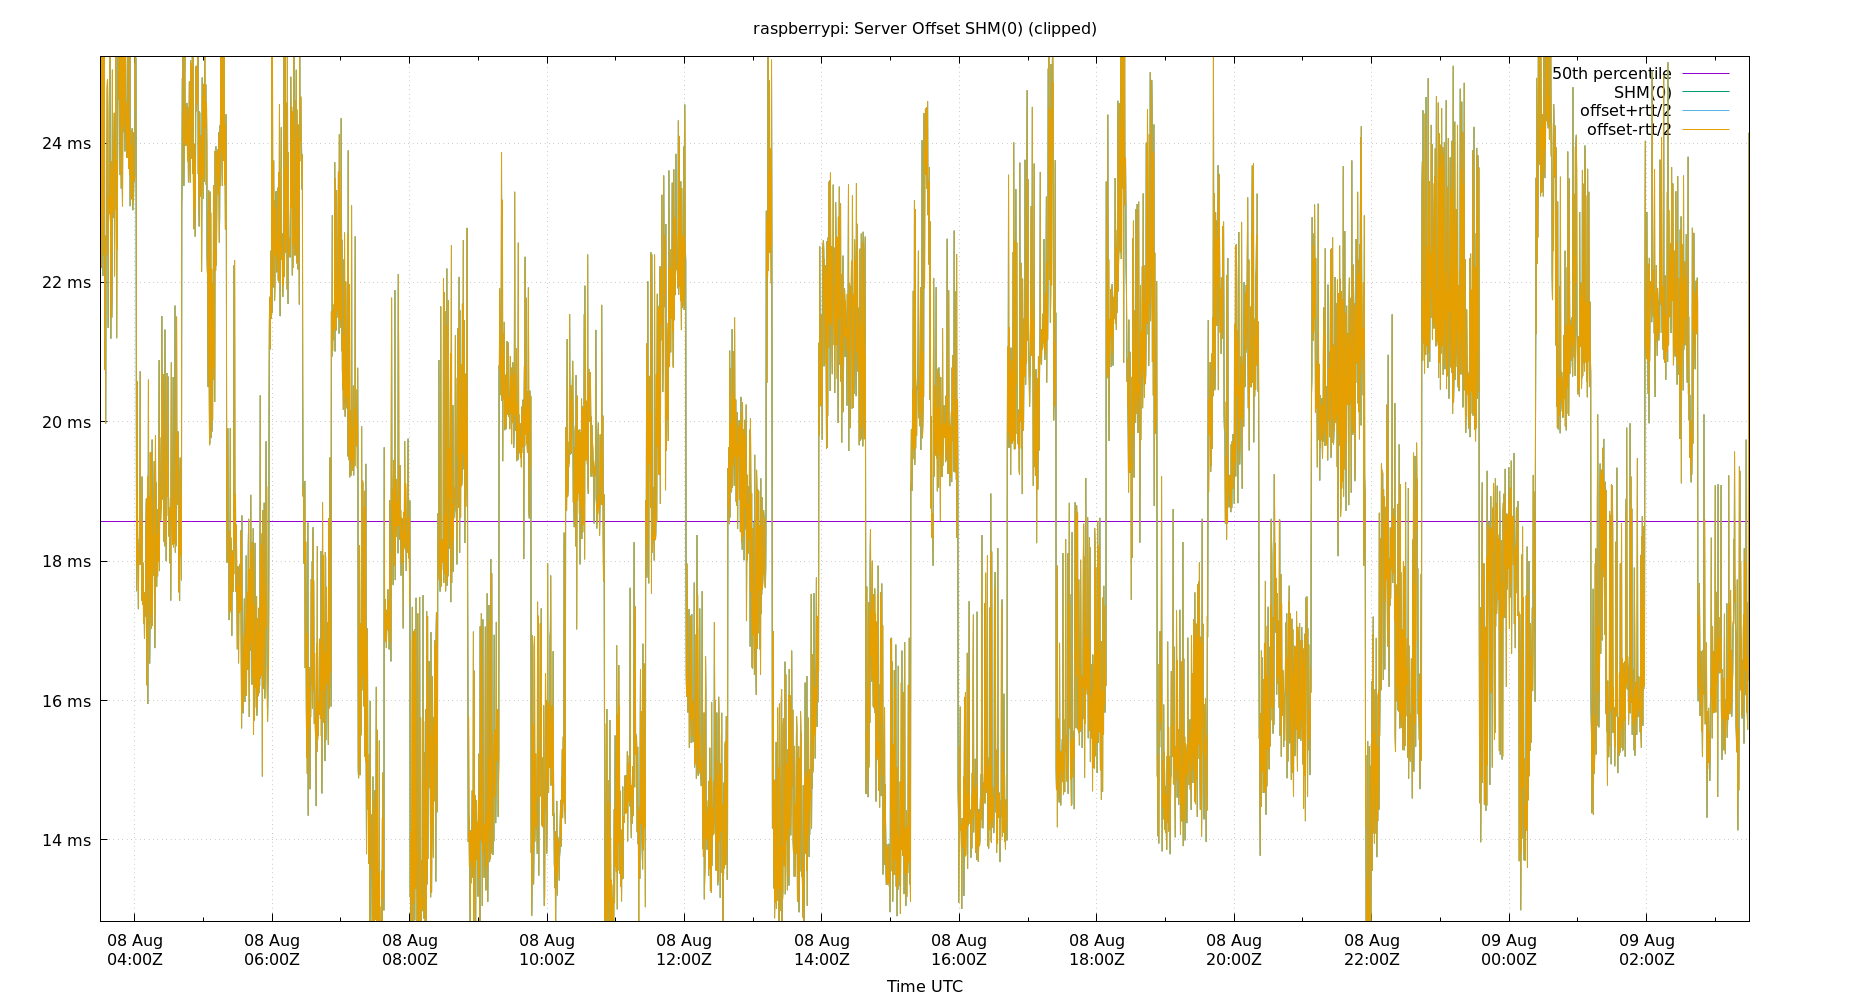 raspberrypi: Server Offset SHM(0) (clipped)
50th percentile
SHM(0)
offset+rtt/2
offset-rtt/2
24 ms
22 ms
20 ms
18 ms
16 ms
14 ms
08 Aug 08 Aug 08 Aug 08 Aug 08 Aug 08 Aug 08 Aug 08 Aug 08 Aug 08 Aug 09 Aug 09 Aug
04:00Z 06:00Z 08:00Z 10:00Z 12:00Z 14:00Z 16:00Z 18:00Z 20:00Z 22:00Z 00:00Z 02:00Z
Time UTC